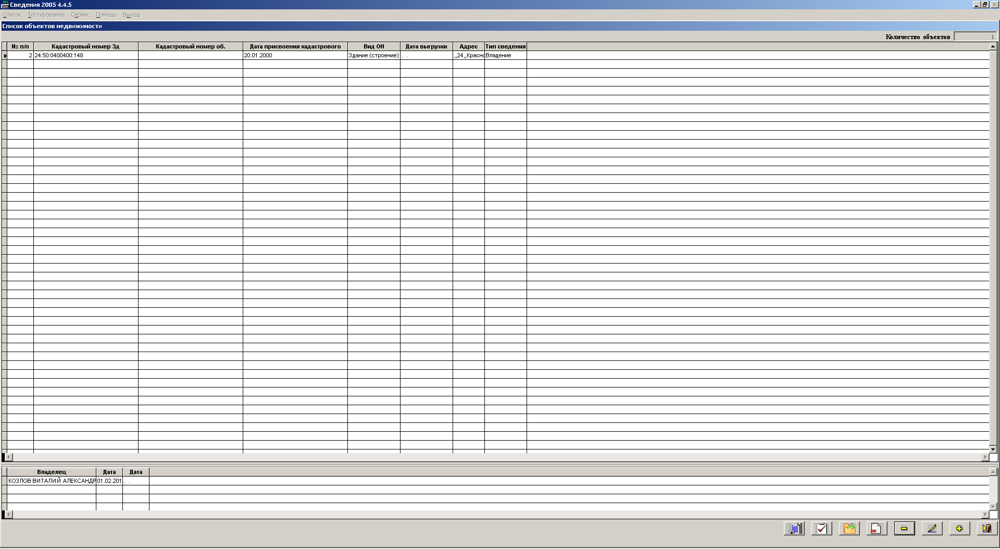 Сведения 2005 4.4.5
Список Тестирование Сервис Помощь Выход
Список объектов недвижимости
Количество объектов 1
№ п/п Кадастровый номер Зд Кадастровый номер об. Дата присвоения кадастрового Вид ОН Дата выгрузки Адрес Тип сведения
2 24:50:0400400:148 20.01.2000 Здание (строение) . . ,,24,,Красно Владение
Владелец Дата Дата
КОЗЛОВ ВИТАЛИЙ АЛЕКСАНДР 01.02.201 . .